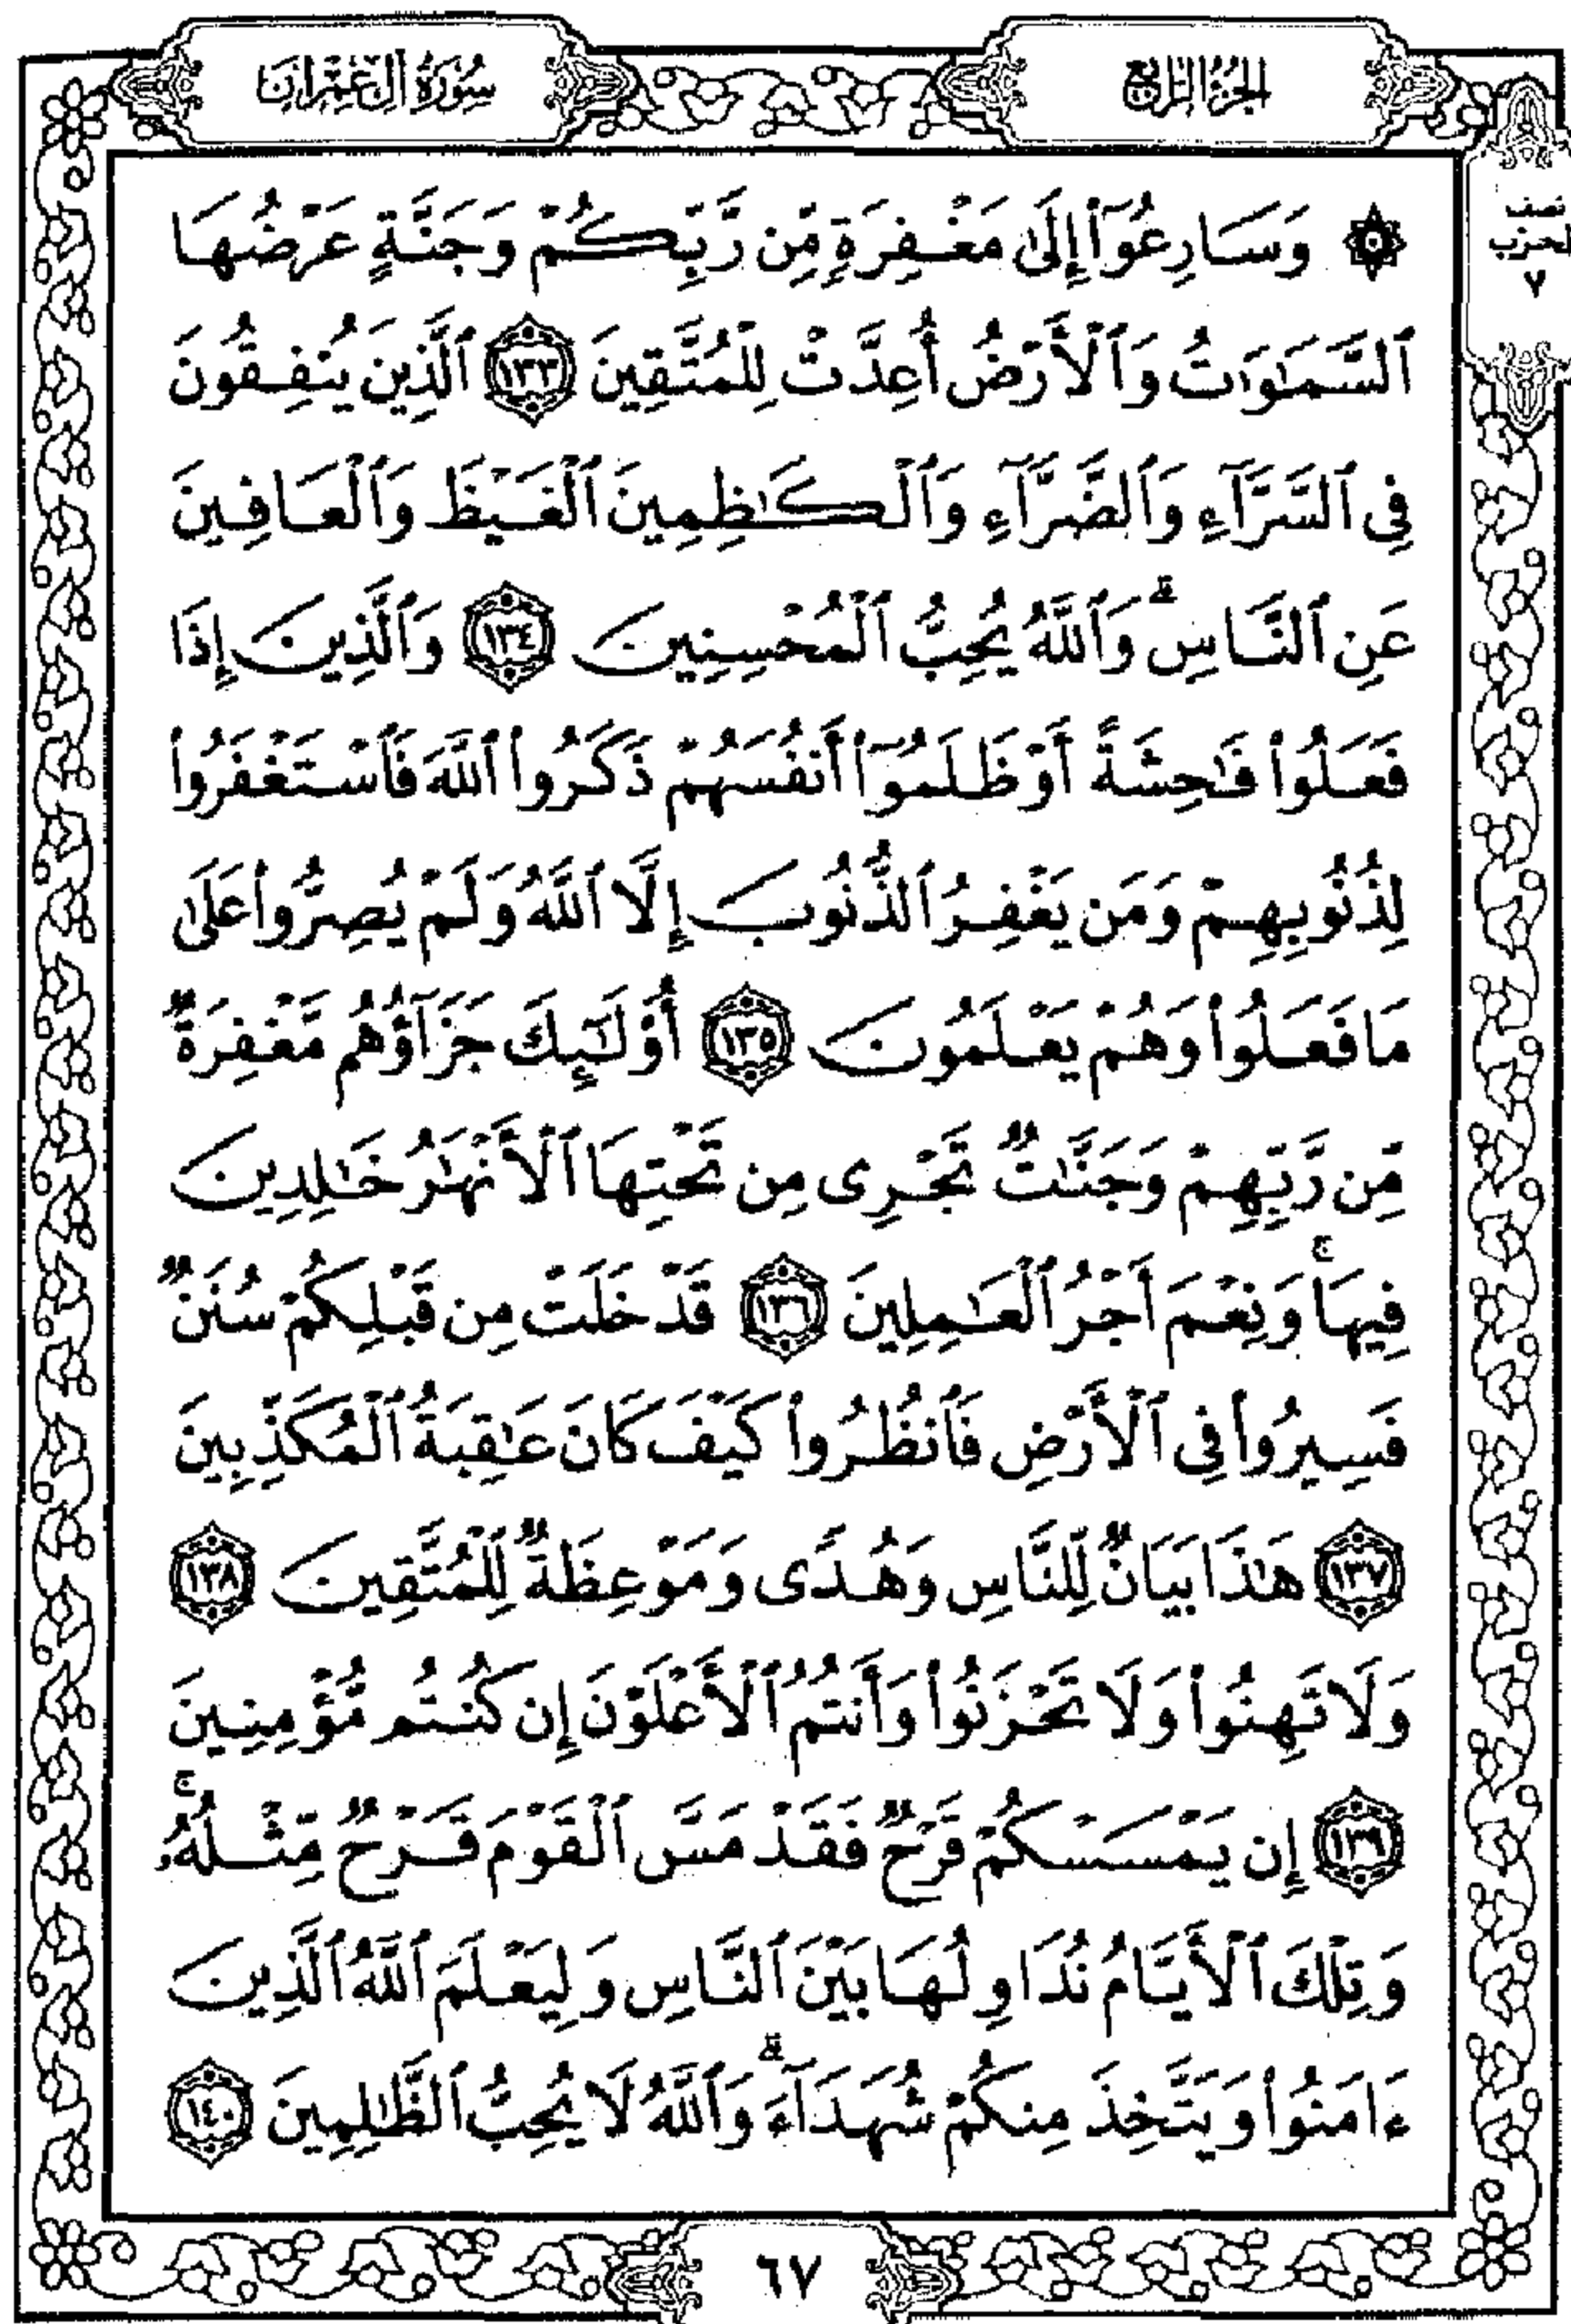 سُورَةُ آلِ عِمْرَانَ
الجُزْءُ الرَّابِعُ
نصف
الحزب
٧
۞ وَسَارِعُوٓاْ إِلَىٰ مَغْفِرَةٍ مِّن رَّبِّكُمْ وَجَنَّةٍ عَرْضُهَا
ٱلسَّمَٰوَٰتُ وَٱلْأَرْضُ أُعِدَّتْ لِلْمُتَّقِينَ ١٣٣ ٱلَّذِينَ يُنفِقُونَ
فِى ٱلسَّرَّآءِ وَٱلضَّرَّآءِ وَٱلْكَٰظِمِينَ ٱلْغَيْظَ وَٱلْعَافِينَ
عَنِ ٱلنَّاسِ ۗ وَٱللَّهُ يُحِبُّ ٱلْمُحْسِنِينَ ١٣٤ وَٱلَّذِينَ إِذَا
فَعَلُواْ فَٰحِشَةً أَوْ ظَلَمُوٓاْ أَنفُسَهُمْ ذَكَرُواْ ٱللَّهَ فَٱسْتَغْفَرُواْ
لِذُنُوبِهِمْ وَمَن يَغْفِرُ ٱلذُّنُوبَ إِلَّا ٱللَّهُ وَلَمْ يُصِرُّواْ عَلَىٰ
مَا فَعَلُواْ وَهُمْ يَعْلَمُونَ ١٣٥ أُوْلَٰٓئِكَ جَزَآؤُهُم مَّغْفِرَةٌ
مِّن رَّبِّهِمْ وَجَنَّٰتٌ تَجْرِى مِن تَحْتِهَا ٱلْأَنْهَٰرُ خَٰلِدِينَ
فِيهَا ۚ وَنِعْمَ أَجْرُ ٱلْعَٰمِلِينَ ١٣٦ قَدْ خَلَتْ مِن قَبْلِكُمْ سُنَنٌ
فَسِيرُواْ فِى ٱلْأَرْضِ فَٱنظُرُواْ كَيْفَ كَانَ عَٰقِبَةُ ٱلْمُكَذِّبِينَ
١٣٧ هَٰذَا بَيَانٌ لِّلنَّاسِ وَهُدًى وَمَوْعِظَةٌ لِّلْمُتَّقِينَ ١٣٨
وَلَا تَهِنُواْ وَلَا تَحْزَنُواْ وَأَنتُمُ ٱلْأَعْلَوْنَ إِن كُنتُم مُّؤْمِنِينَ
١٣٩ إِن يَمْسَسْكُمْ قَرْحٌ فَقَدْ مَسَّ ٱلْقَوْمَ قَرْحٌ مِّثْلُهُۥ ۚ
وَتِلْكَ ٱلْأَيَّامُ نُدَاوِلُهَا بَيْنَ ٱلنَّاسِ وَلِيَعْلَمَ ٱللَّهُ ٱلَّذِينَ
ءَامَنُواْ وَيَتَّخِذَ مِنكُمْ شُهَدَآءَ ۗ وَٱللَّهُ لَا يُحِبُّ ٱلظَّٰلِمِينَ ١٤٠
٦٧